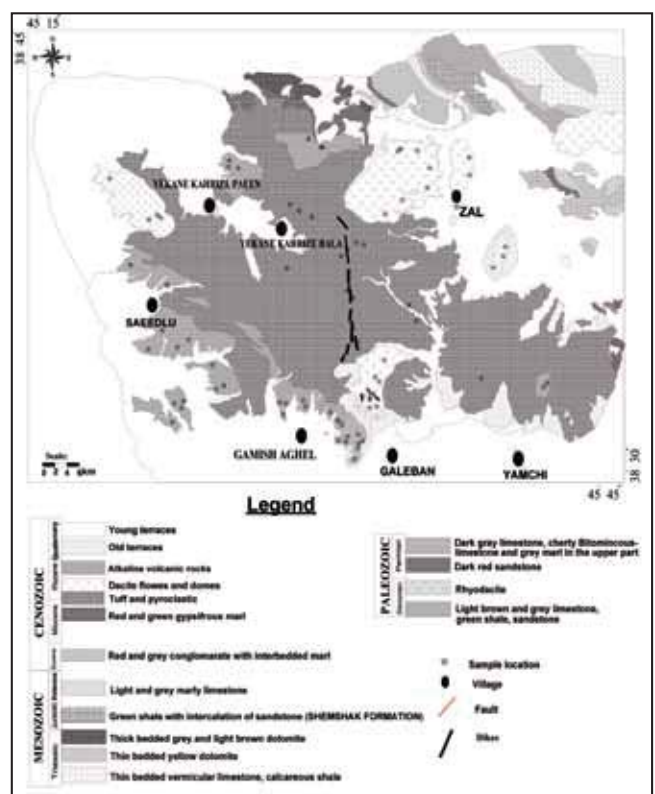 45 15
38 45
YEKANE KAHRIZE PAEEN
ZAL
YEKANE KAHRIZE BALA
SAEEDLU
GAMISH AGHEL
GALEBAN
YAMCHI
38 30
45 45
Scale:
Legend
CENOZOIC
Quaternary
Young terraces
Old terraces
Alkaline volcanic rocks
Dacite flowes and domes
Tuff and pyroclastic
Miocene
Red and green gypsifrous marl
Red and grey conglomarate with interbedded marl
MESOZOIC
Light and grey marly limestone
Green shale with intercalation of sandstone (SHEMSHAK FORMATION)
Triassic
Thick bedded grey and light brown dolomite
Thin bedded yellow dolomite
Thin bedded vermicular limestone, calcareous shale
PALEOZOIC
Permian
Dark gray limestone, cherty Bitomincous-
limestone and grey marl in the upper part
Dark red sandstone
Rhyodacite
Light brown and grey limestone,
green shale, sandstone
Sample location
Village
Fault
Dikes